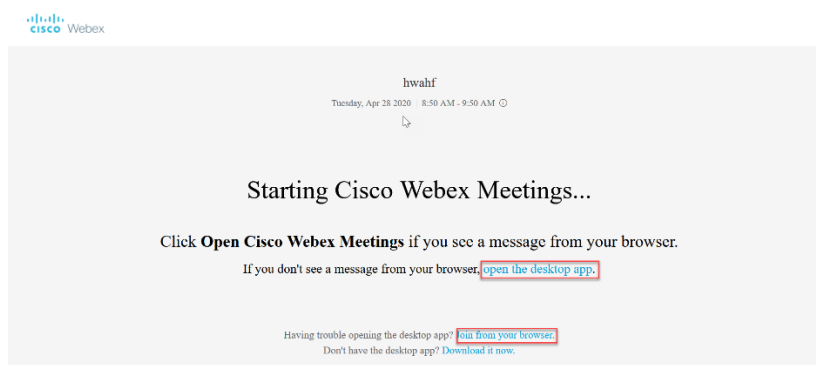 cisco Webex
hwahf
Tuesday, Apr 28 2020 | 8:50 AM - 9:50 AM
Starting Cisco Webex Meetings...
Click Open Cisco Webex Meetings if you see a message from your browser.
If you don't see a message from your browser, open the desktop app.
Having trouble opening the desktop app? Join from your browser.
Don't have the desktop app? Download it now.